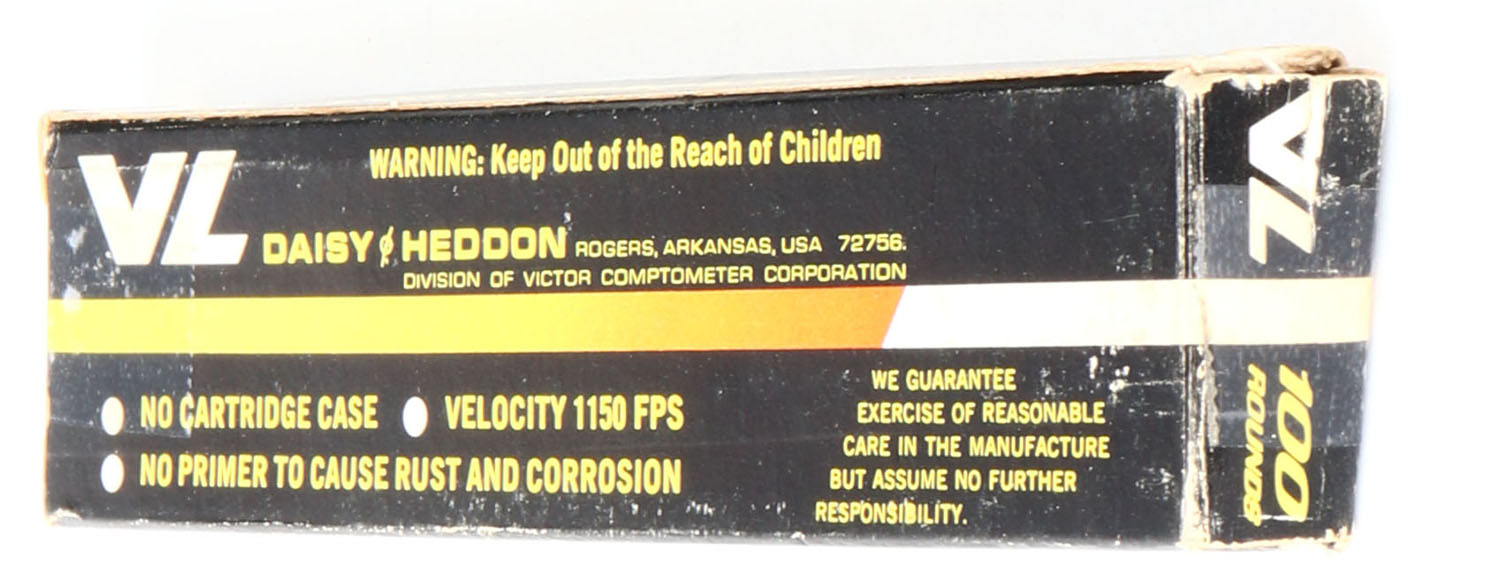 WARNING: Keep Out of the Reach of Children
VL
DAISY & HEDDON ROGERS, ARKANSAS, USA 72756.
DIVISION OF VICTOR COMPTOMETER CORPORATION
NO CARTRIDGE CASE VELOCITY 1150 FPS
NO PRIMER TO CAUSE RUST AND CORROSION
WE GUARANTEE
EXERCISE OF REASONABLE
CARE IN THE MANUFACTURE
BUT ASSUME NO FURTHER
RESPONSIBILITY.
VL
100
ROUNDS